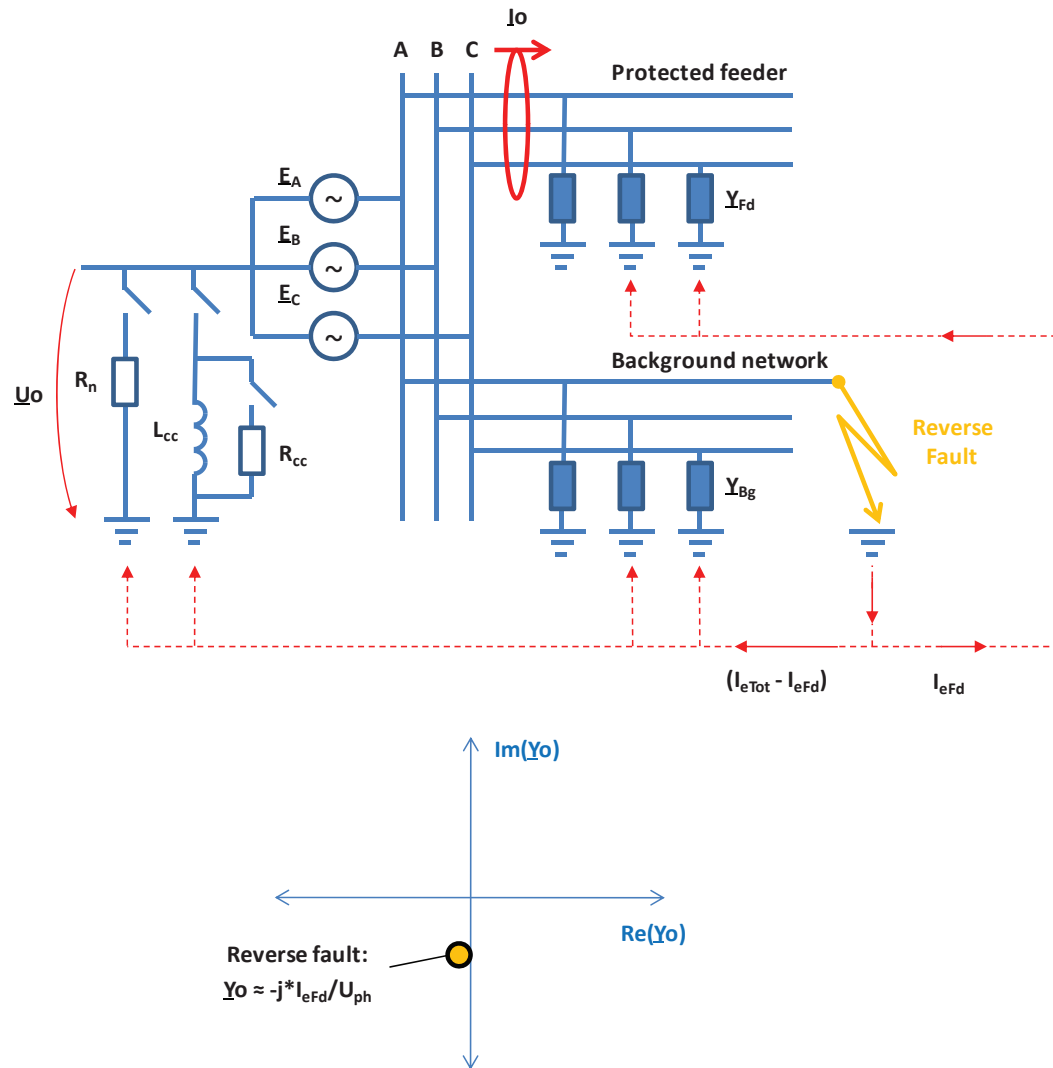 Io
A B C
Protected feeder
EA
~
YFd
EB
~
EC
~
Background network
Rn
Uo
Lcc
Rcc
Reverse
Fault
YBg
(IeTot - IeFd)
IeFd
Im(Yo)
Re(Yo)
Reverse fault:
Yo ≈ -j*IeFd/Uph